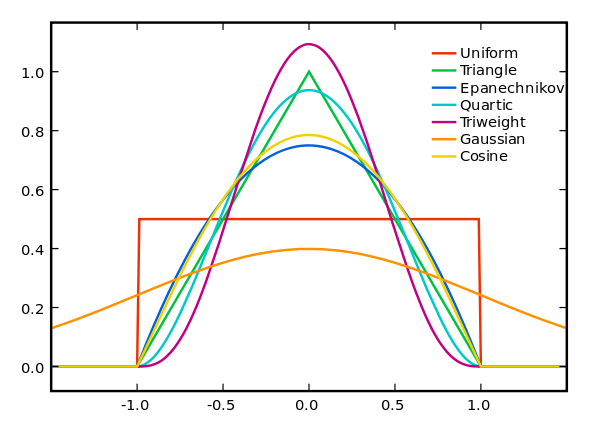 Uniform
Triangle
Epanechnikov
Quartic
Triweight
Gaussian
Cosine
1.0
0.8
0.6
0.4
0.2
0.0
-1.0 -0.5 0.0 0.5 1.0